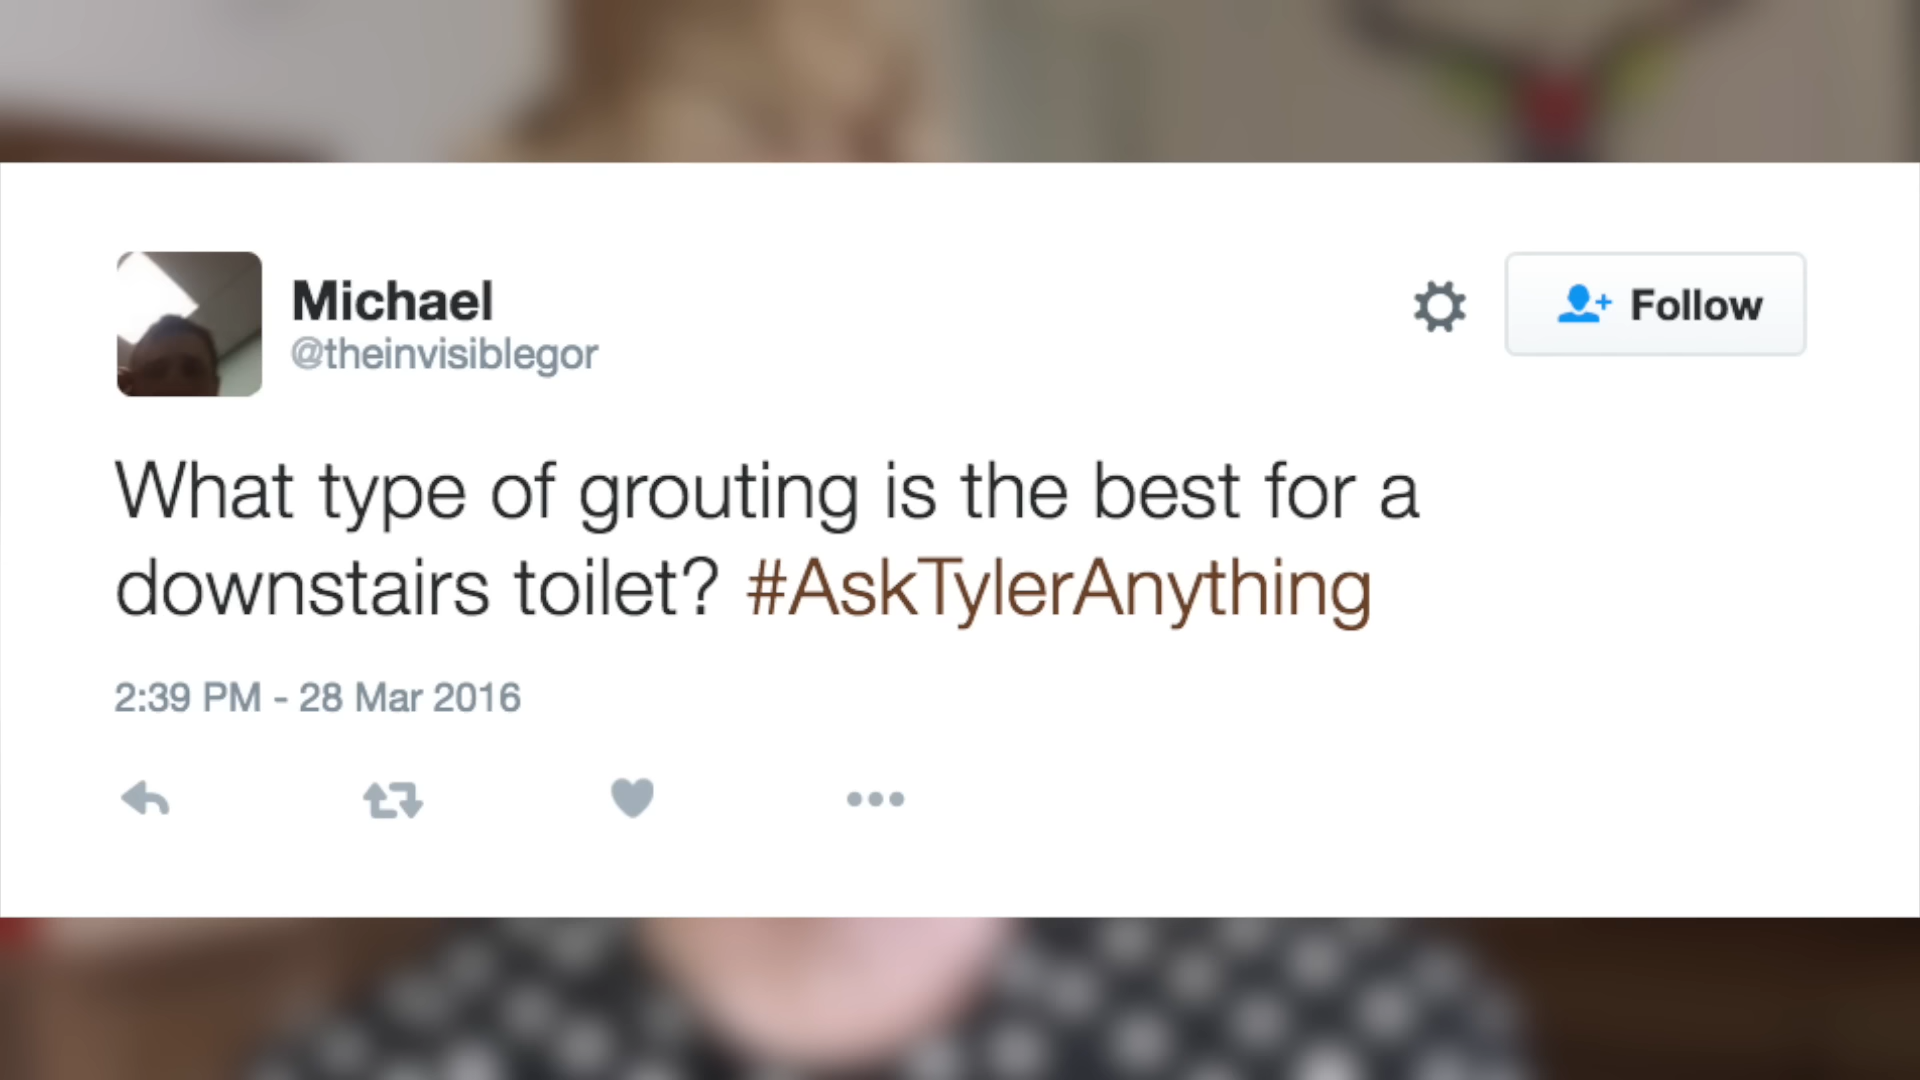 Michael
@theinvisiblegor
Follow
What type of grouting is the best for a
downstairs toilet? #AskTylerAnything
2:39 PM - 28 Mar 2016